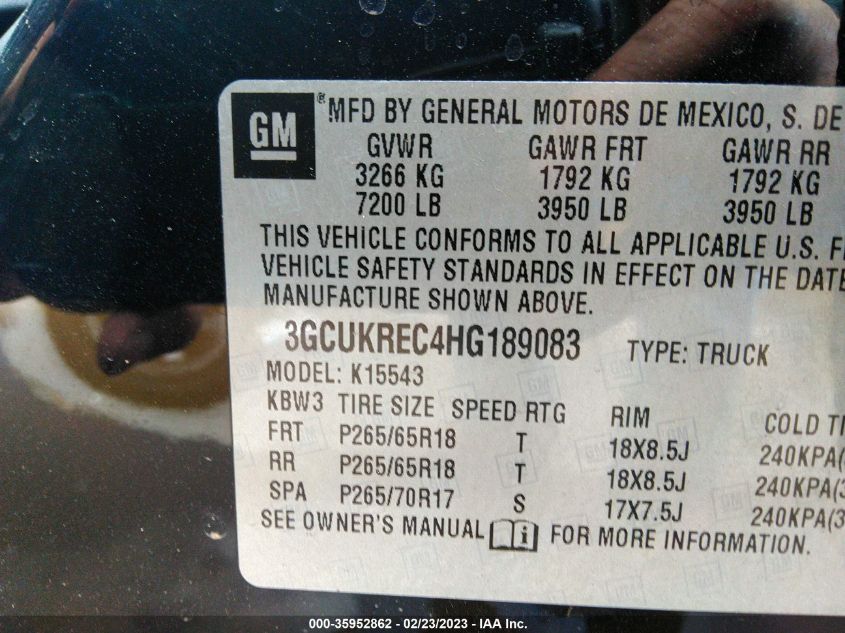 GM® MFD BY GENERAL MOTORS DE MEXICO, S. DE
GVWR GAWR FRT GAWR RR
3266 KG 1792 KG 1792 KG
7200 LB 3950 LB 3950 LB
THIS VEHICLE CONFORMS TO ALL APPLICABLE U.S. F
VEHICLE SAFETY STANDARDS IN EFFECT ON THE DATE
MANUFACTURE SHOWN ABOVE.
3GCUKREC4HG189083 TYPE: TRUCK
MODEL: K15543
KBW3 TIRE SIZE SPEED RTG RIM COLD TI
FRT P265/65R18 T 18X8.5J 240KPA(
RR P265/65R18 T 18X8.5J 240KPA(3
SPA P265/70R17 S 17X7.5J 240KPA(3
SEE OWNER'S MANUAL i FOR MORE INFORMATION.
000-35952862 - 02/23/2023 - IAA Inc.